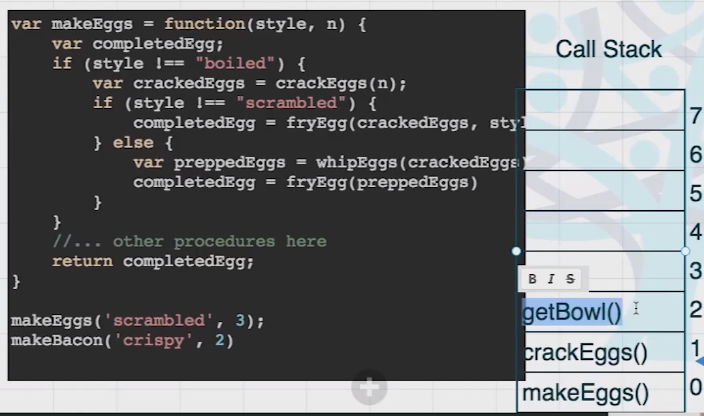 var makeEggs = function(style, n) {
    var completedEgg;
    if (style !== "boiled") {
        var crackedEggs = crackEggs(n);
        if (style !== "scrambled") {
            completedEgg = fryEgg(crackedEggs, styl
        } else {
            var preppedEggs = whipEggs(crackedEggs)
            completedEgg = fryEgg(preppedEggs)
        }
    }
    //... other procedures here
    return completedEgg;
}
makeEggs('scrambled', 3);
makeBacon('crispy', 2)
Call Stack
7
6
5
4
3
B I S
getBowl() 2
crackEggs() 1
makeEggs() 0